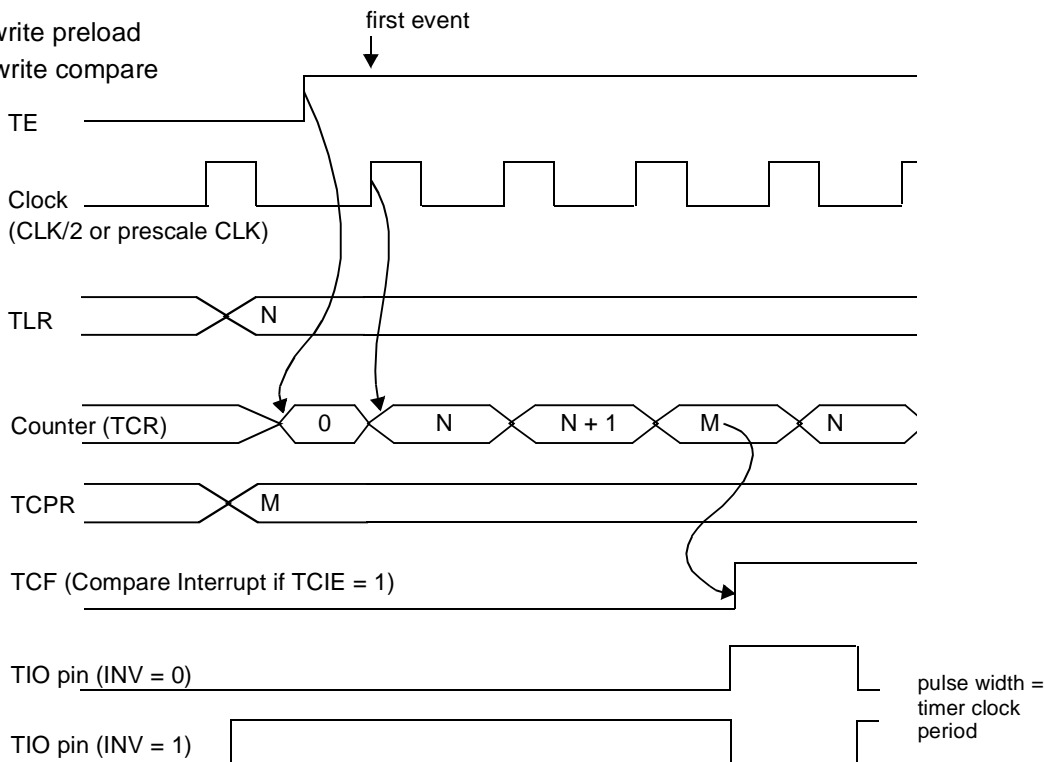 first event
write preload
write compare
TE
Clock
(CLK/2 or prescale CLK)
TLR
N
Counter (TCR)
0
N
N + 1
M
N
TCPR
M
TCF (Compare Interrupt if TCIE = 1)
TIO pin (INV = 0)
pulse width =
timer clock
period
TIO pin (INV = 1)